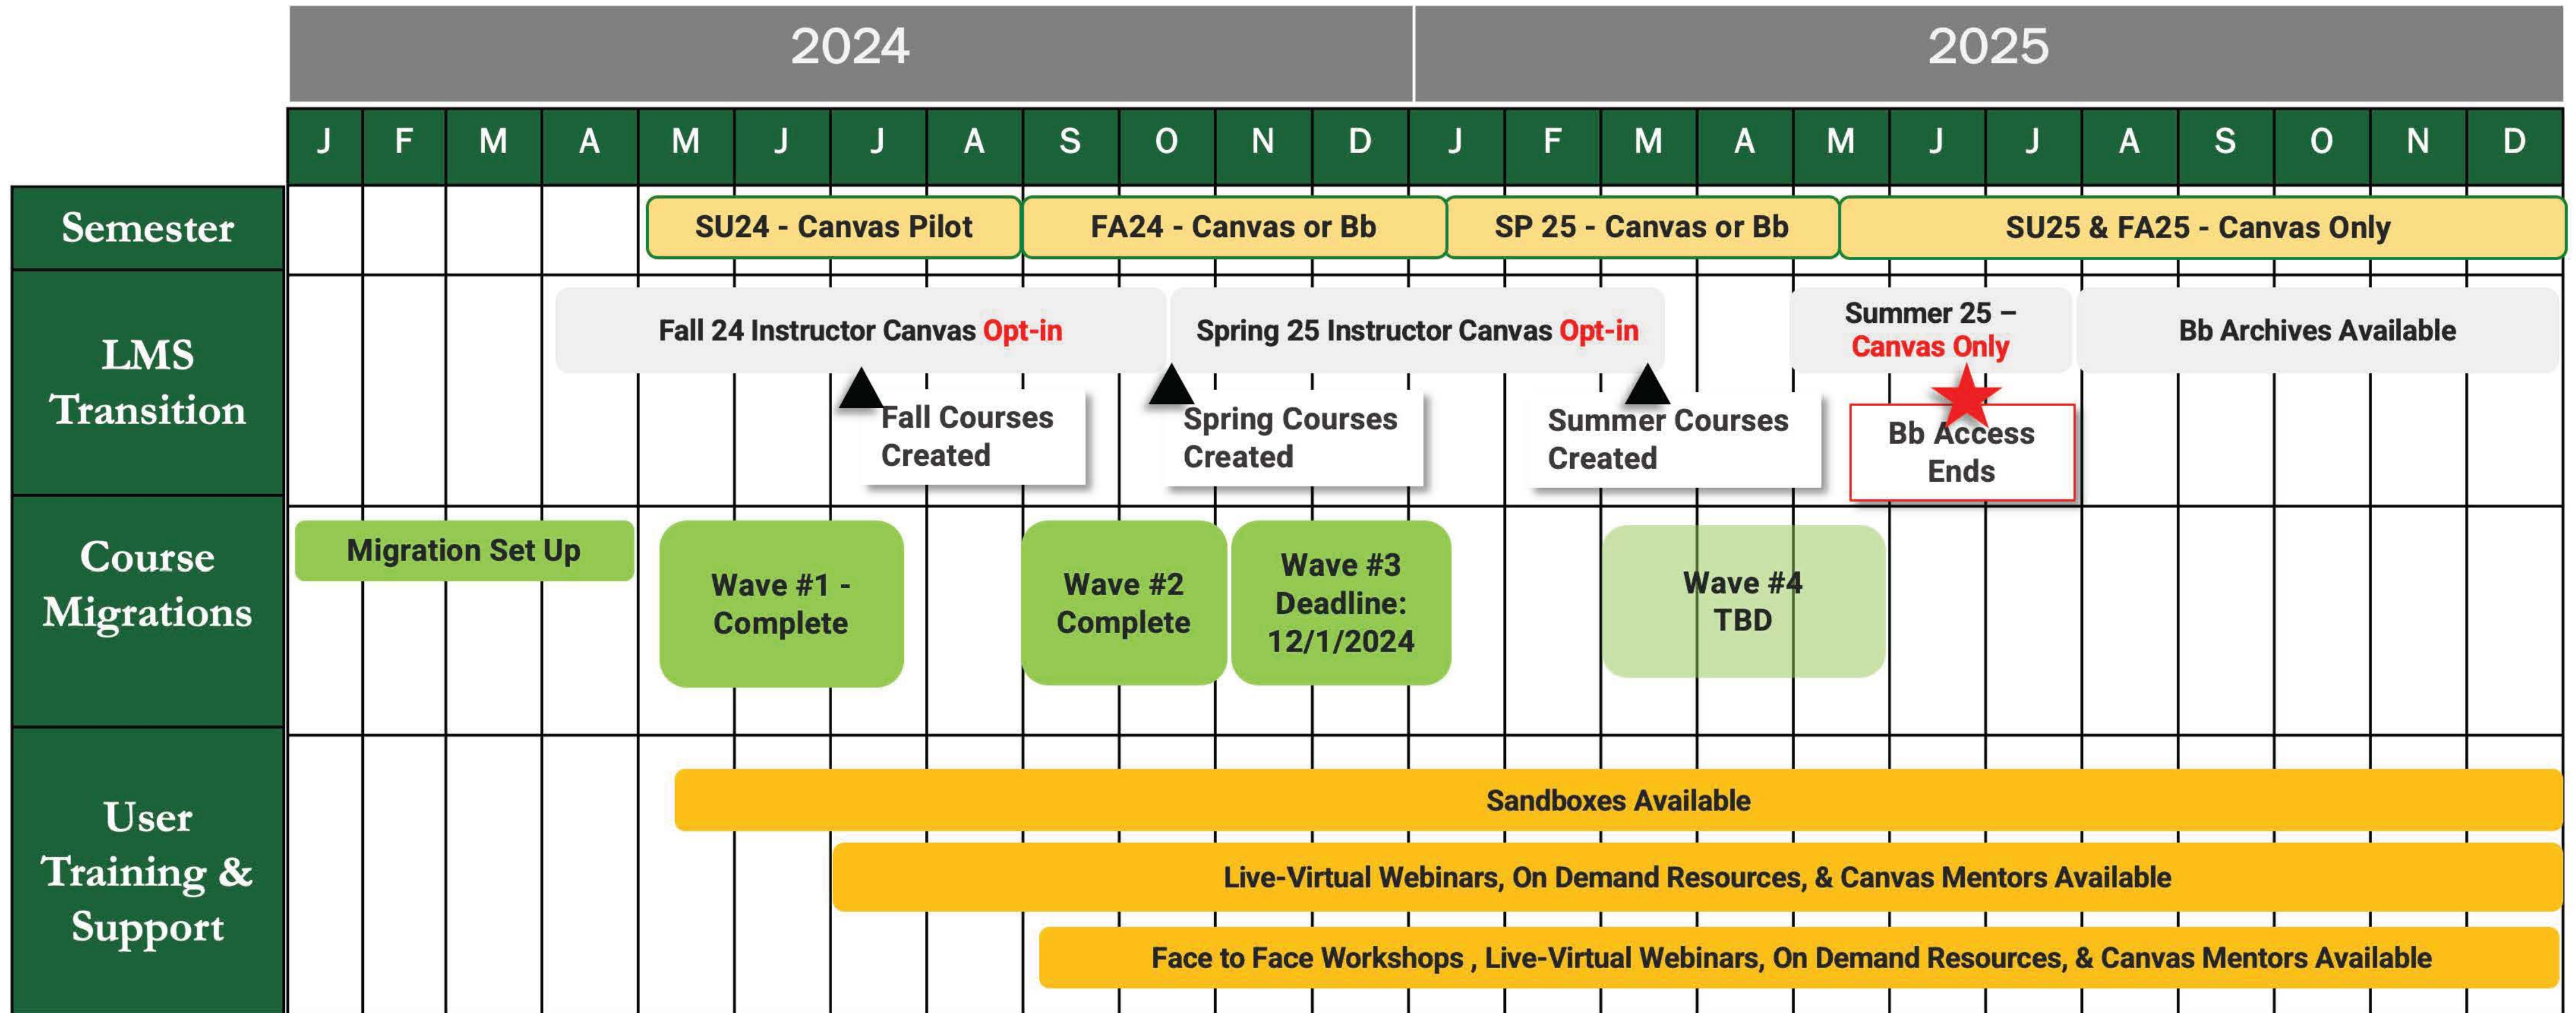 2024 2025
J F M A M J J A S O N D J F M A M J J A S O N D
Semester
SU24 - Canvas Pilot
FA24 - Canvas or Bb
SP 25 - Canvas or Bb
SU25 & FA25 - Canvas Only
LMS
Transition
Fall 24 Instructor Canvas Opt-in
Spring 25 Instructor Canvas Opt-in
Summer 25 –
Canvas Only
Bb Archives Available
Fall Courses
Created
Spring Courses
Created
Summer Courses
Created
Bb Access
Ends
Course
Migrations
Migration Set Up
Wave #1 -
Complete
Wave #2
Complete
Wave #3
Deadline:
12/1/2024
Wave #4
TBD
User
Training &
Support
Sandboxes Available
Live-Virtual Webinars, On Demand Resources, & Canvas Mentors Available
Face to Face Workshops , Live-Virtual Webinars, On Demand Resources, & Canvas Mentors Available